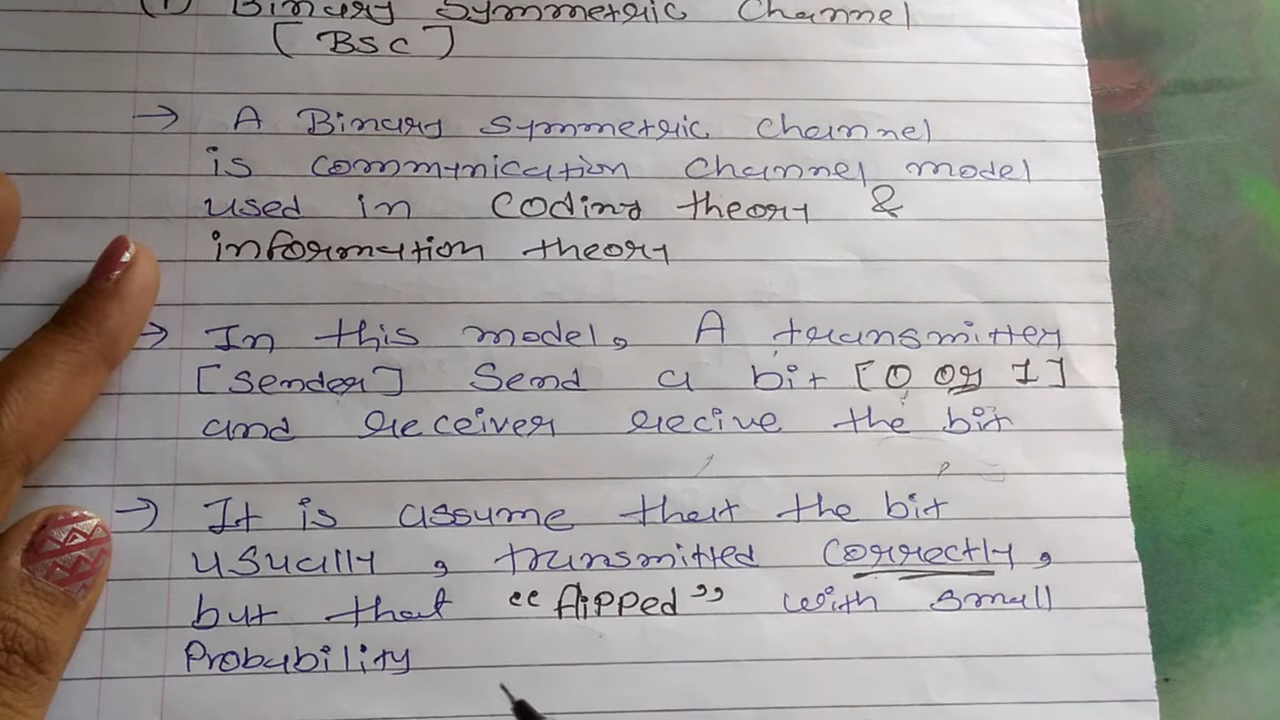 (1) Binary Symmetric Channel
[BSC]
→ A Binary Symmetric channel
is communication channel model
used in coding theory &
information theory
→ In this model, A transmitter
[sender] Send a bit [0 or 1]
and receiver recive the bit
→ It is assume that the bit
usually, transmitted correctly,
but that "flipped" with small
Probability